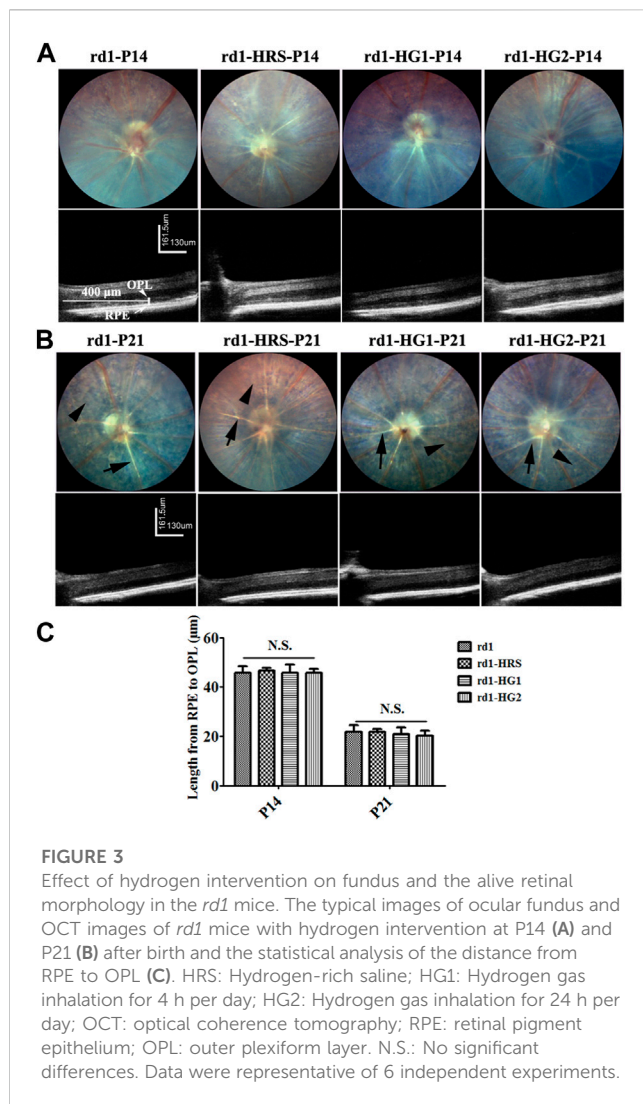 A
rd1-P14 rd1-HRS-P14 rd1-HG1-P14 rd1-HG2-P14
161.5um
130um
400 μm
OPL
RPE
B
rd1-P21 rd1-HRS-P21 rd1-HG1-P21 rd1-HG2-P21
161.5um
130um
C
Length from RPE to OPL (μm)
60
40
20
0
N.S.
N.S.
P14
P21
rd1
rd1-HRS
rd1-HG1
rd1-HG2
FIGURE 3
Effect of hydrogen intervention on fundus and the alive retinal
morphology in the rd1 mice. The typical images of ocular fundus and
OCT images of rd1 mice with hydrogen intervention at P14 (A) and
P21 (B) after birth and the statistical analysis of the distance from
RPE to OPL (C). HRS: Hydrogen-rich saline; HG1: Hydrogen gas
inhalation for 4 h per day; HG2: Hydrogen gas inhalation for 24 h per
day; OCT: optical coherence tomography; RPE: retinal pigment
epithelium; OPL: outer plexiform layer. N.S.: No significant
differences. Data were representative of 6 independent experiments.